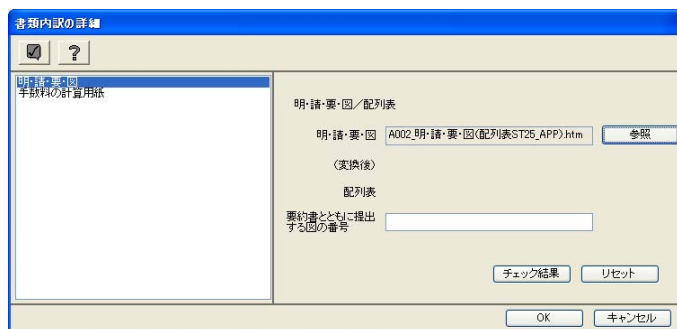 書類内訳の詳細
?
明・請・要・図
手数料の計算用紙
明・請・要・図／配列表
明・請・要・図 A002_明・請・要・図(配列表ST25_APP).htm 参照
(変換後)
配列表
要約書とともに提出
する図の番号
チェック結果 リセット
OK キャンセル